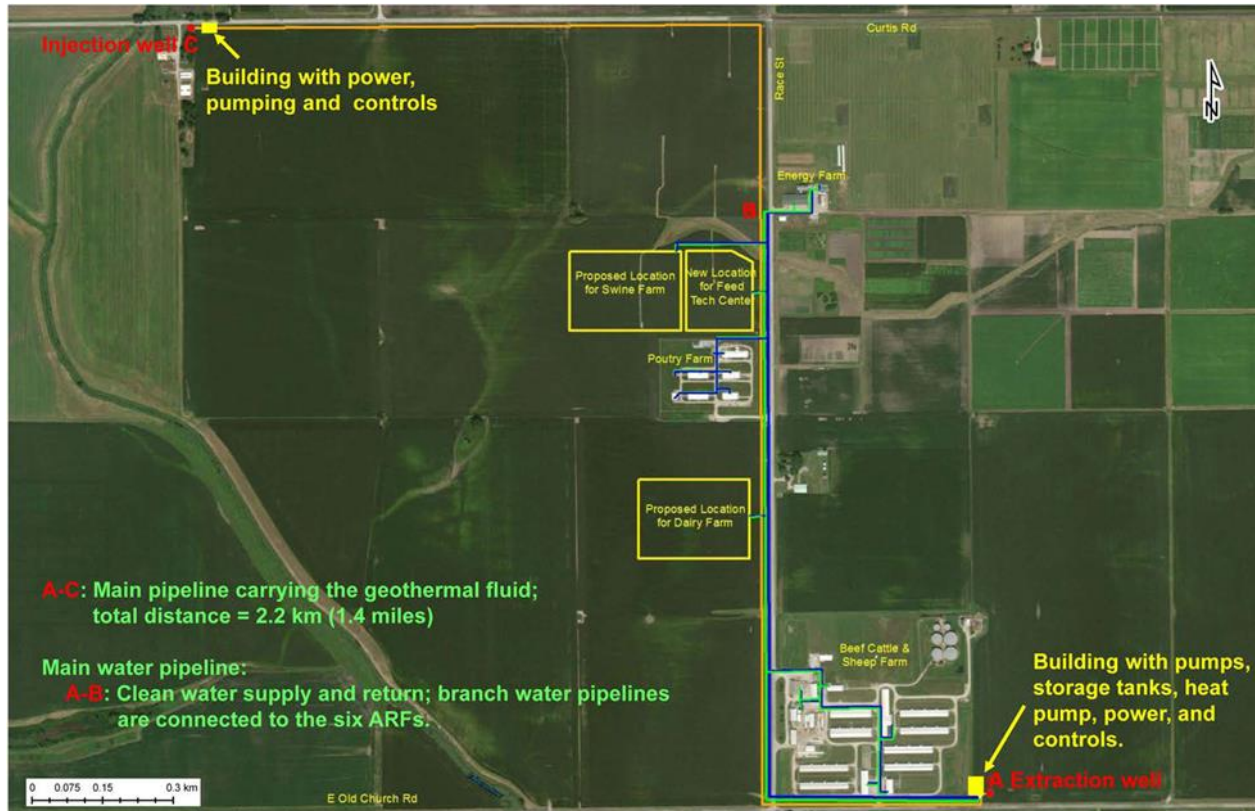 Injection well C
Curtis Rd
Building with power,
pumping and controls
Race St
N
Energy Farm
B
Proposed Location
for Swine Farm
New Location
for Feed
Tech Center
Poutry Farm
Proposed Location
for Dairy Farm
A-C: Main pipeline carrying the geothermal fluid;
total distance = 2.2 km (1.4 miles)
Main water pipeline:
A-B: Clean water supply and return; branch water pipelines
are connected to the six ARFs.
Beef Cattle &
Sheep Farm
Building with pumps,
storage tanks, heat
pump, power, and
controls.
A Extraction well
0 0.075 0.15 0.3 km
E Old Church Rd